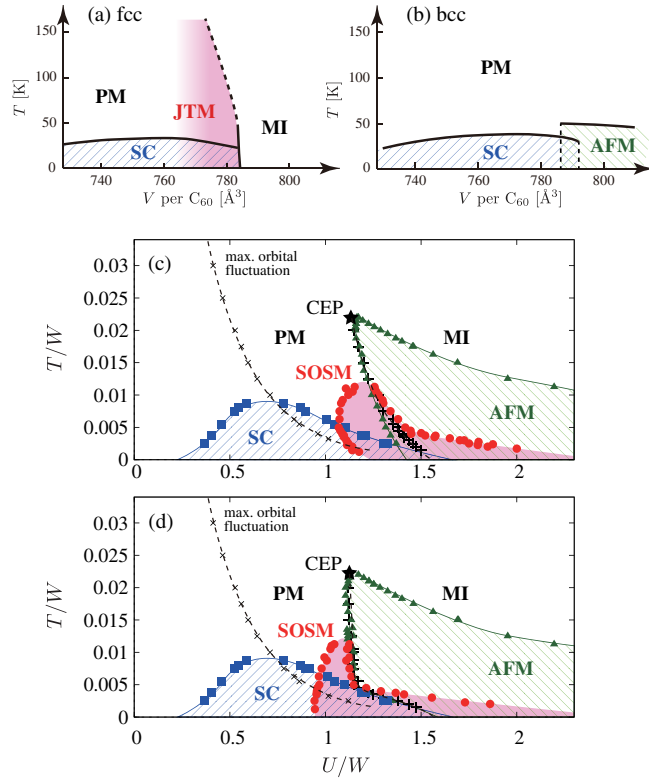 (a) fcc
150
100
50
0
T [K]
PM
JTM
MI
SC
740
760
780
800
V per C60 [Å³]
(b) bcc
150
100
50
0
T [K]
PM
SC
AFM
740
760
780
800
V per C60 [Å³]
(c)
max. orbital
fluctuation
CEP
PM
MI
SOSM
AFM
SC
0.03
0.025
0.02
0.015
0.01
0.005
0
T/W
0
0.5
1
1.5
2
(d)
max. orbital
fluctuation
CEP
PM
MI
SOSM
AFM
SC
0.03
0.025
0.02
0.015
0.01
0.005
0
T/W
0
0.5
1
1.5
2
U/W